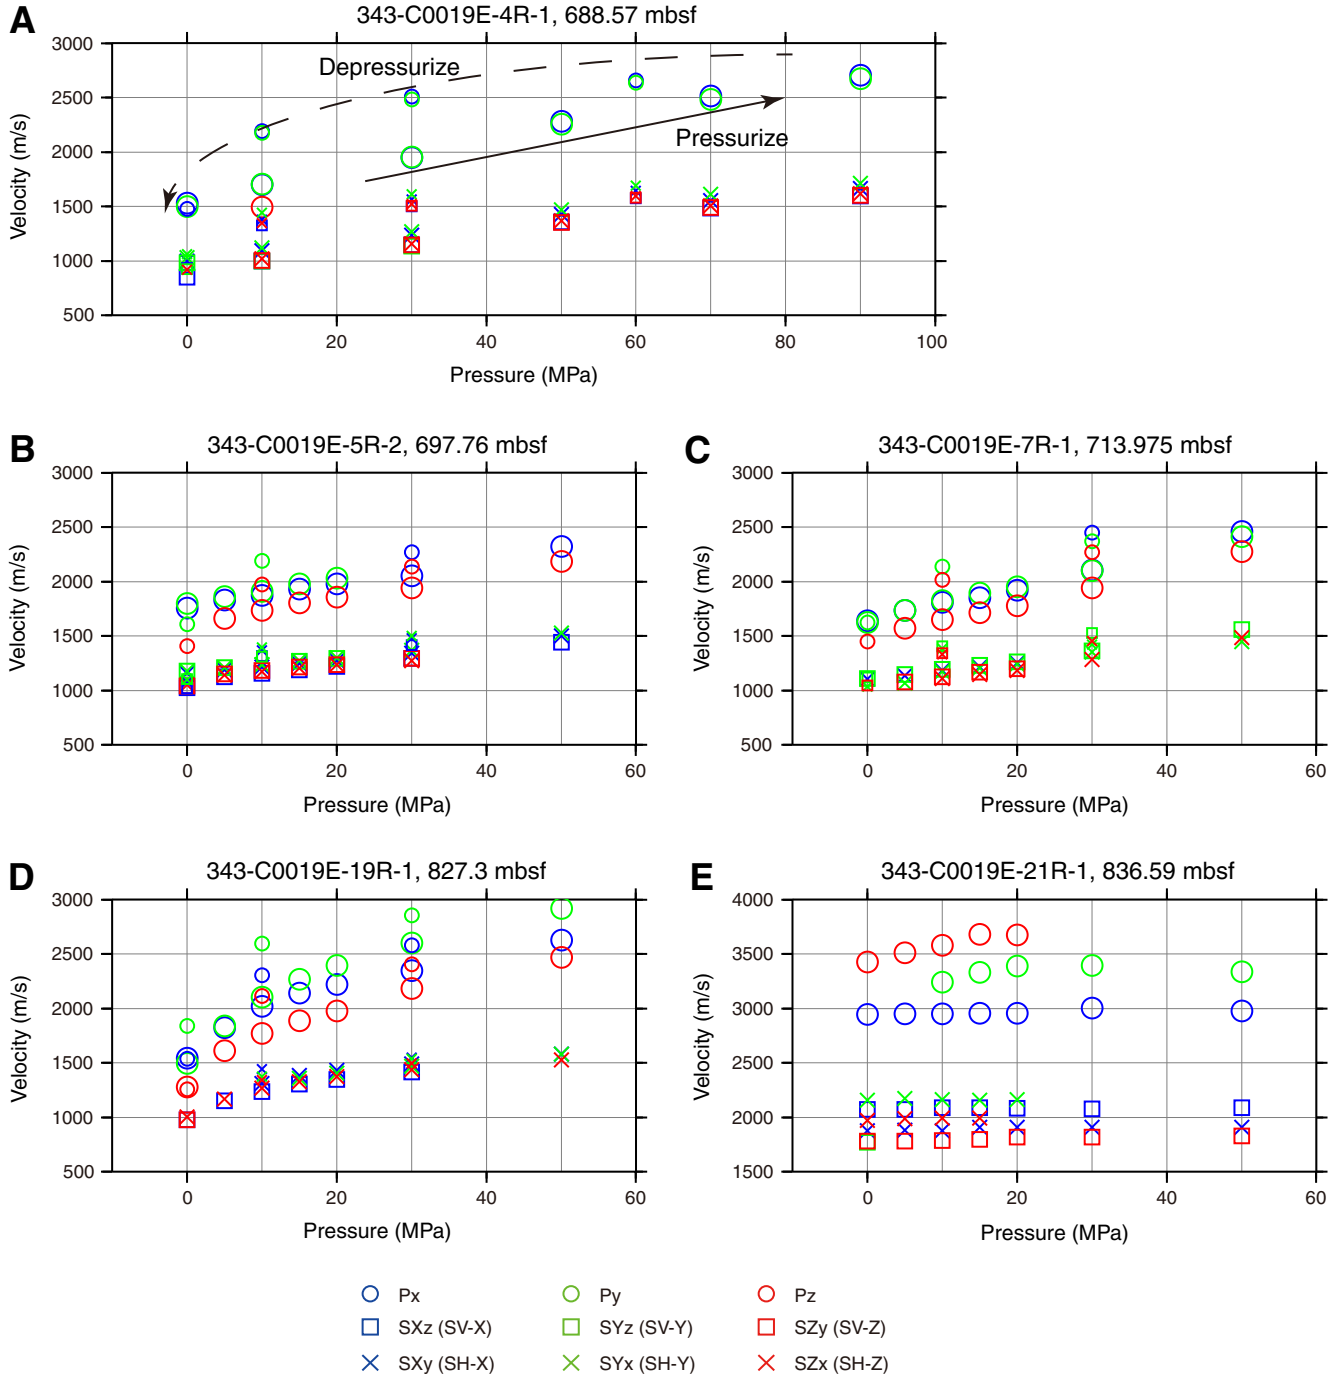 A
343-C0019E-4R-1, 688.57 mbsf
3000
2500
2000
1500
1000
500
Velocity (m/s)
Depressurize
Pressurize
0 20 40 60 80 100
Pressure (MPa)
B
343-C0019E-5R-2, 697.76 mbsf
3000
2500
2000
1500
1000
500
Velocity (m/s)
0 20 40 60
Pressure (MPa)
C
343-C0019E-7R-1, 713.975 mbsf
3000
2500
2000
1500
1000
500
Velocity (m/s)
0 20 40 60
Pressure (MPa)
D
343-C0019E-19R-1, 827.3 mbsf
3000
2500
2000
1500
1000
500
Velocity (m/s)
0 20 40 60
Pressure (MPa)
E
343-C0019E-21R-1, 836.59 mbsf
4000
3500
3000
2500
2000
1500
Velocity (m/s)
0 20 40 60
Pressure (MPa)
Px Py Pz
SXz (SV-X) SYz (SV-Y) SZy (SV-Z)
SXy (SH-X) SYx (SH-Y) SZx (SH-Z)